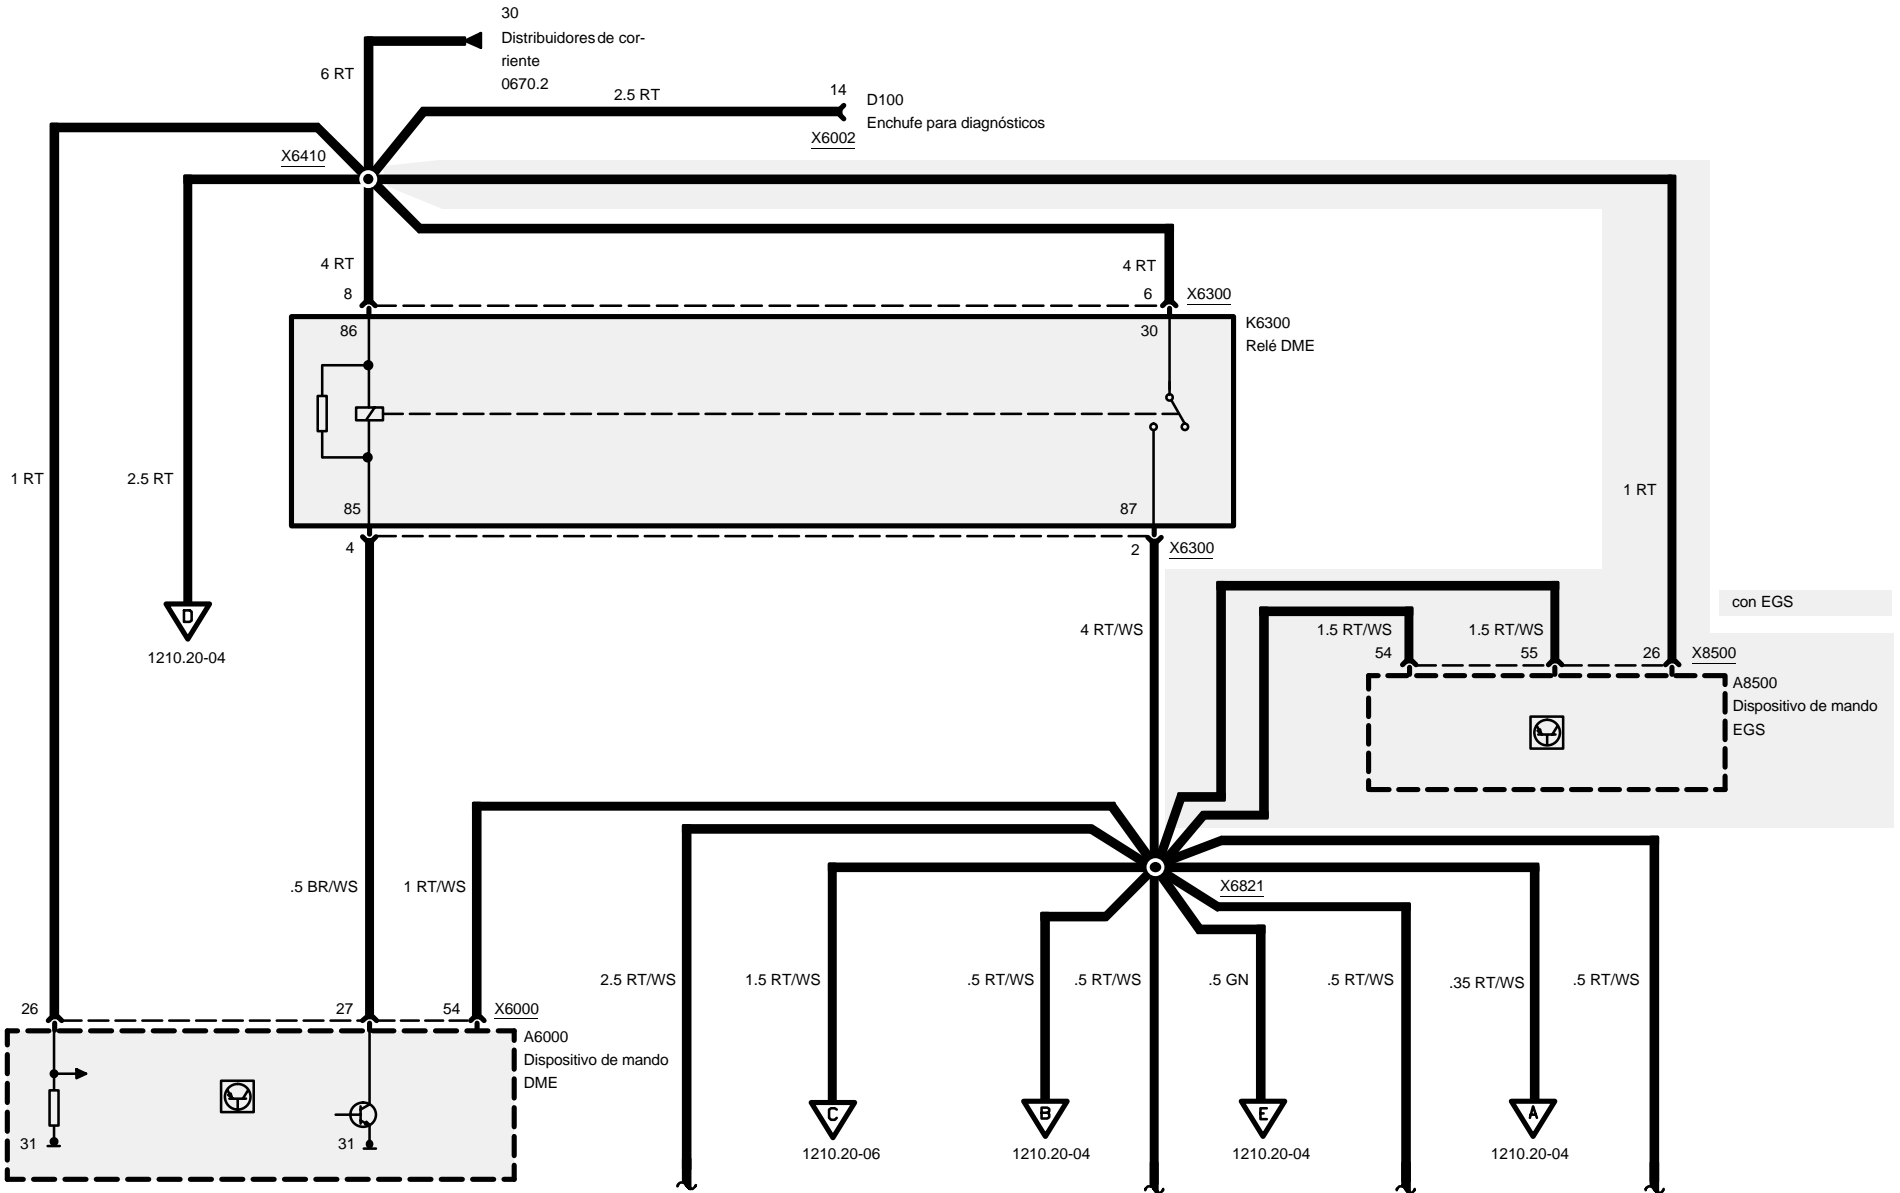 30
Distribuidores de cor-
riente
0670.2
6 RT
2.5 RT
14
D100
Enchufe para diagnósticos
X6002
X6410
4 RT
4 RT
8
6
X6300
86
30
K6300
Relé DME
1 RT
2.5 RT
1 RT
85
87
4
2
X6300
D
1210.20-04
con EGS
4 RT/WS
1.5 RT/WS
1.5 RT/WS
54
55
26
X8500
A8500
Dispositivo de mando
EGS
.5 BR/WS
1 RT/WS
X6821
2.5 RT/WS
1.5 RT/WS
.5 RT/WS
.5 RT/WS
.5 GN
.5 RT/WS
.35 RT/WS
.5 RT/WS
26
27
54
X6000
A6000
Dispositivo de mando
DME
31
31
C
B
E
A
1210.20-06
1210.20-04
1210.20-04
1210.20-04